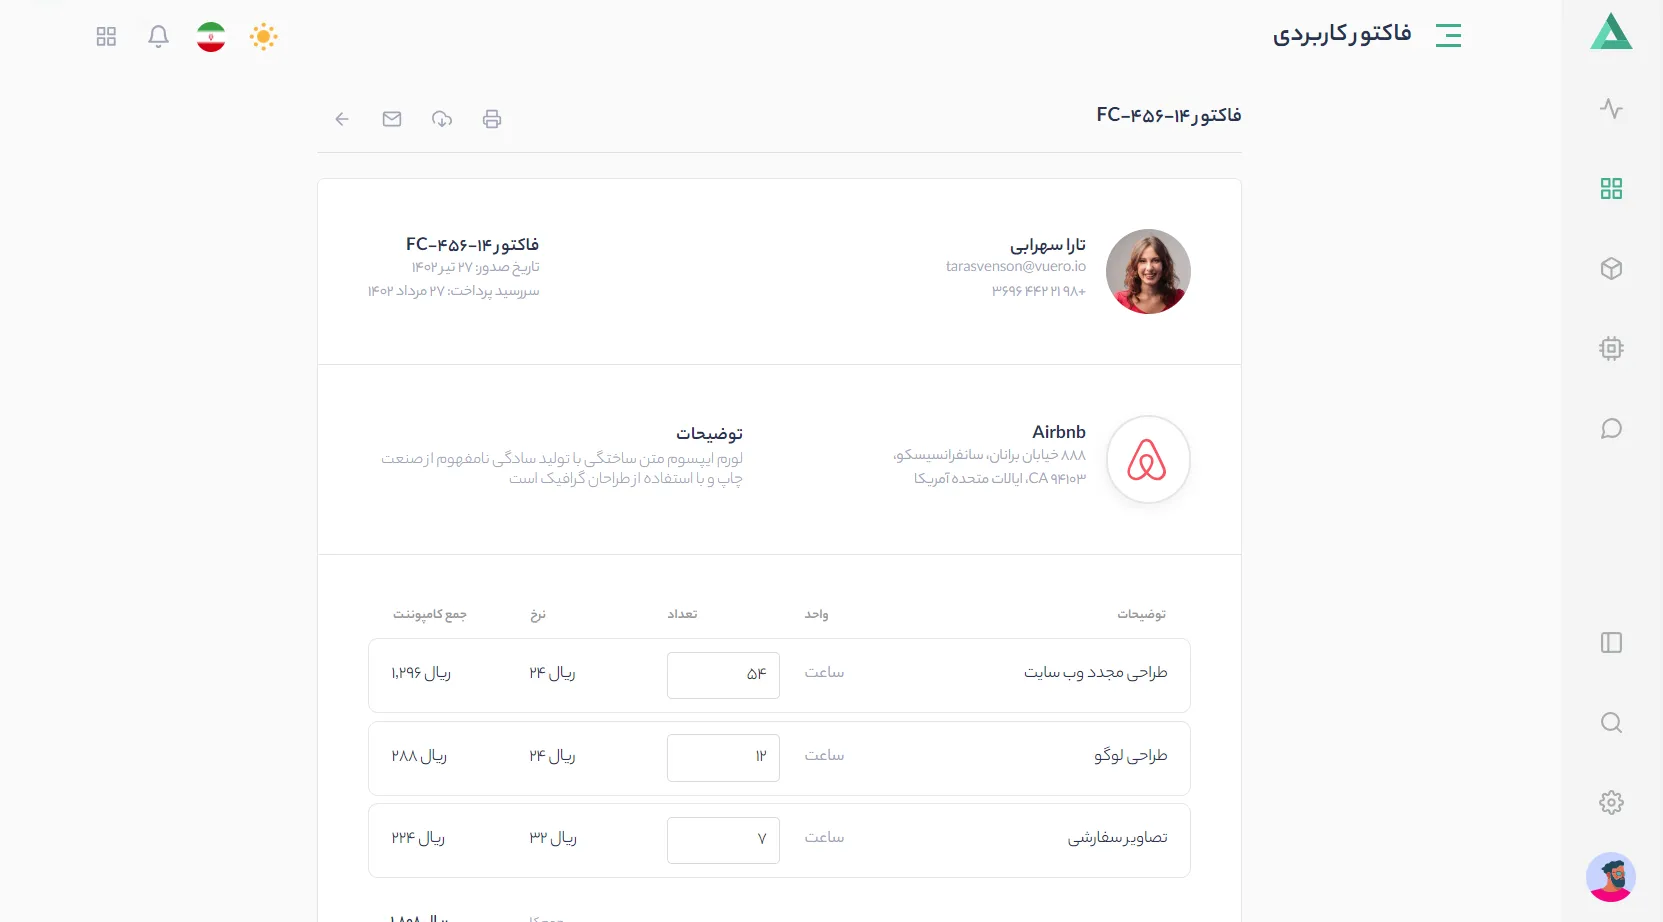 فاکتور کاربردی
فاکتور FC-۴۵۶-۱۴
تارا سهرابی
tarasvenson@vuero.io
+۹۸ ۲۱ ۴۴۲ ۳۶۹۶
فاکتور FC-۴۵۶-۱۴
تاریخ صدور: ۲۷ تیر ۱۴۰۲
سررسید پرداخت: ۲۷ مرداد ۱۴۰۲
Airbnb
۸۸۸ خیابان برانان، سانفرانسیسکو،
CA ۹۴۱۰۳، ایالات متحده آمریکا
توضیحات
لورم ایپسوم متن ساختگی با تولید سادگی نامفهوم از صنعت
چاپ و با استفاده از طراحان گرافیک است
توضیحات واحد تعداد نرخ جمع کامپوننت
طراحی مجدد وب سایت ساعت ۵۴ ریال ۲۴ ریال ۱,۲۹۶
طراحی لوگو ساعت ۱۲ ریال ۲۴ ریال ۲۸۸
تصاویر سفارشی ساعت ۷ ریال ۳۲ ریال ۲۲۴